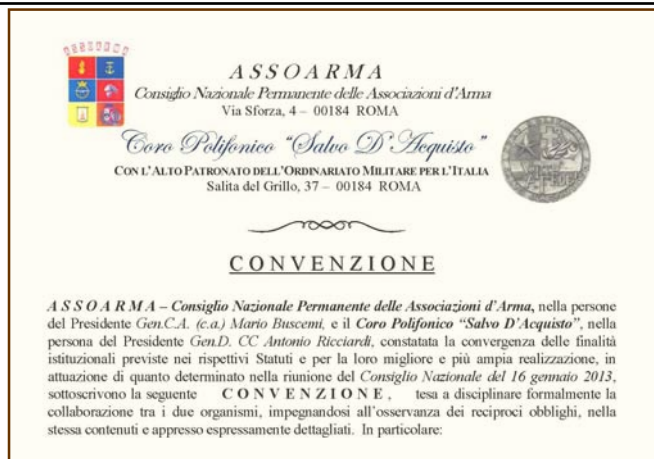 ASSOARMA
Consiglio Nazionale Permanente delle Associazioni d'Arma
Via Sforza, 4 – 00184 ROMA
Coro Polifonico "Salvo D'Acquisto"
CON L'ALTO PATRONATO DELL'ORDINARIATO MILITARE PER L'ITALIA
Salita del Grillo, 37 – 00184 ROMA
CONVENZIONE
ASSOARMA – Consiglio Nazionale Permanente delle Associazioni d'Arma, nella persone
del Presidente Gen.C.A. (c.a.) Mario Buscemi, e il Coro Polifonico "Salvo D'Acquisto", nella
persona del Presidente Gen.D. CC Antonio Ricciardi, constatata la convergenza delle finalità
istituzionali previste nei rispettivi Statuti e per la loro migliore e più ampia realizzazione, in
attuazione di quanto determinato nella riunione del Consiglio Nazionale del 16 gennaio 2013,
sottoscrivono la seguente CONVENZIONE, tesa a disciplinare formalmente la
collaborazione tra i due organismi, impegnandosi all'osservanza dei reciproci obblighi, nella
stessa contenuti e appresso espressamente dettagliati. In particolare: